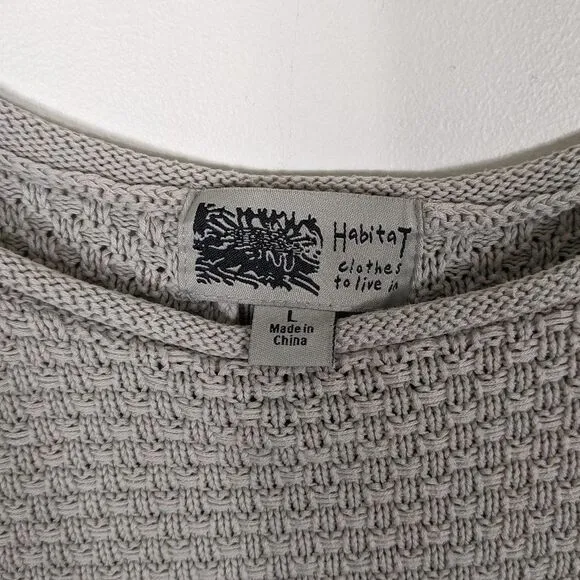 HabitaT
clothes
to live in
L
Made in
China